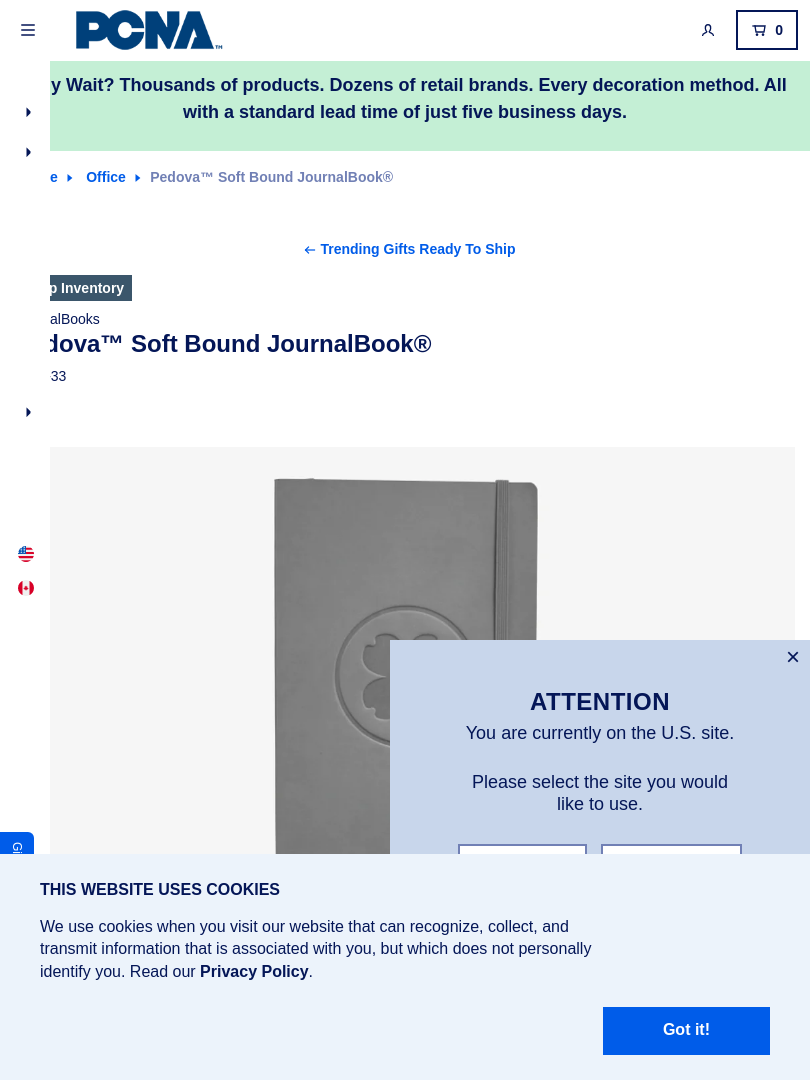 PCNA™
0
y Wait? Thousands of products. Dozens of retail brands. Every decoration method. All
with a standard lead time of just five business days.
Office
Pedova™ Soft Bound JournalBook®
Trending Gifts Ready To Ship
Inventory
alBooks
dova™ Soft Bound JournalBook®
33
ATTENTION
You are currently on the U.S. site.
Please select the site you would
like to use.
THIS WEBSITE USES COOKIES
We use cookies when you visit our website that can recognize, collect, and
transmit information that is associated with you, but which does not personally
identify you. Read our Privacy Policy.
Got it!